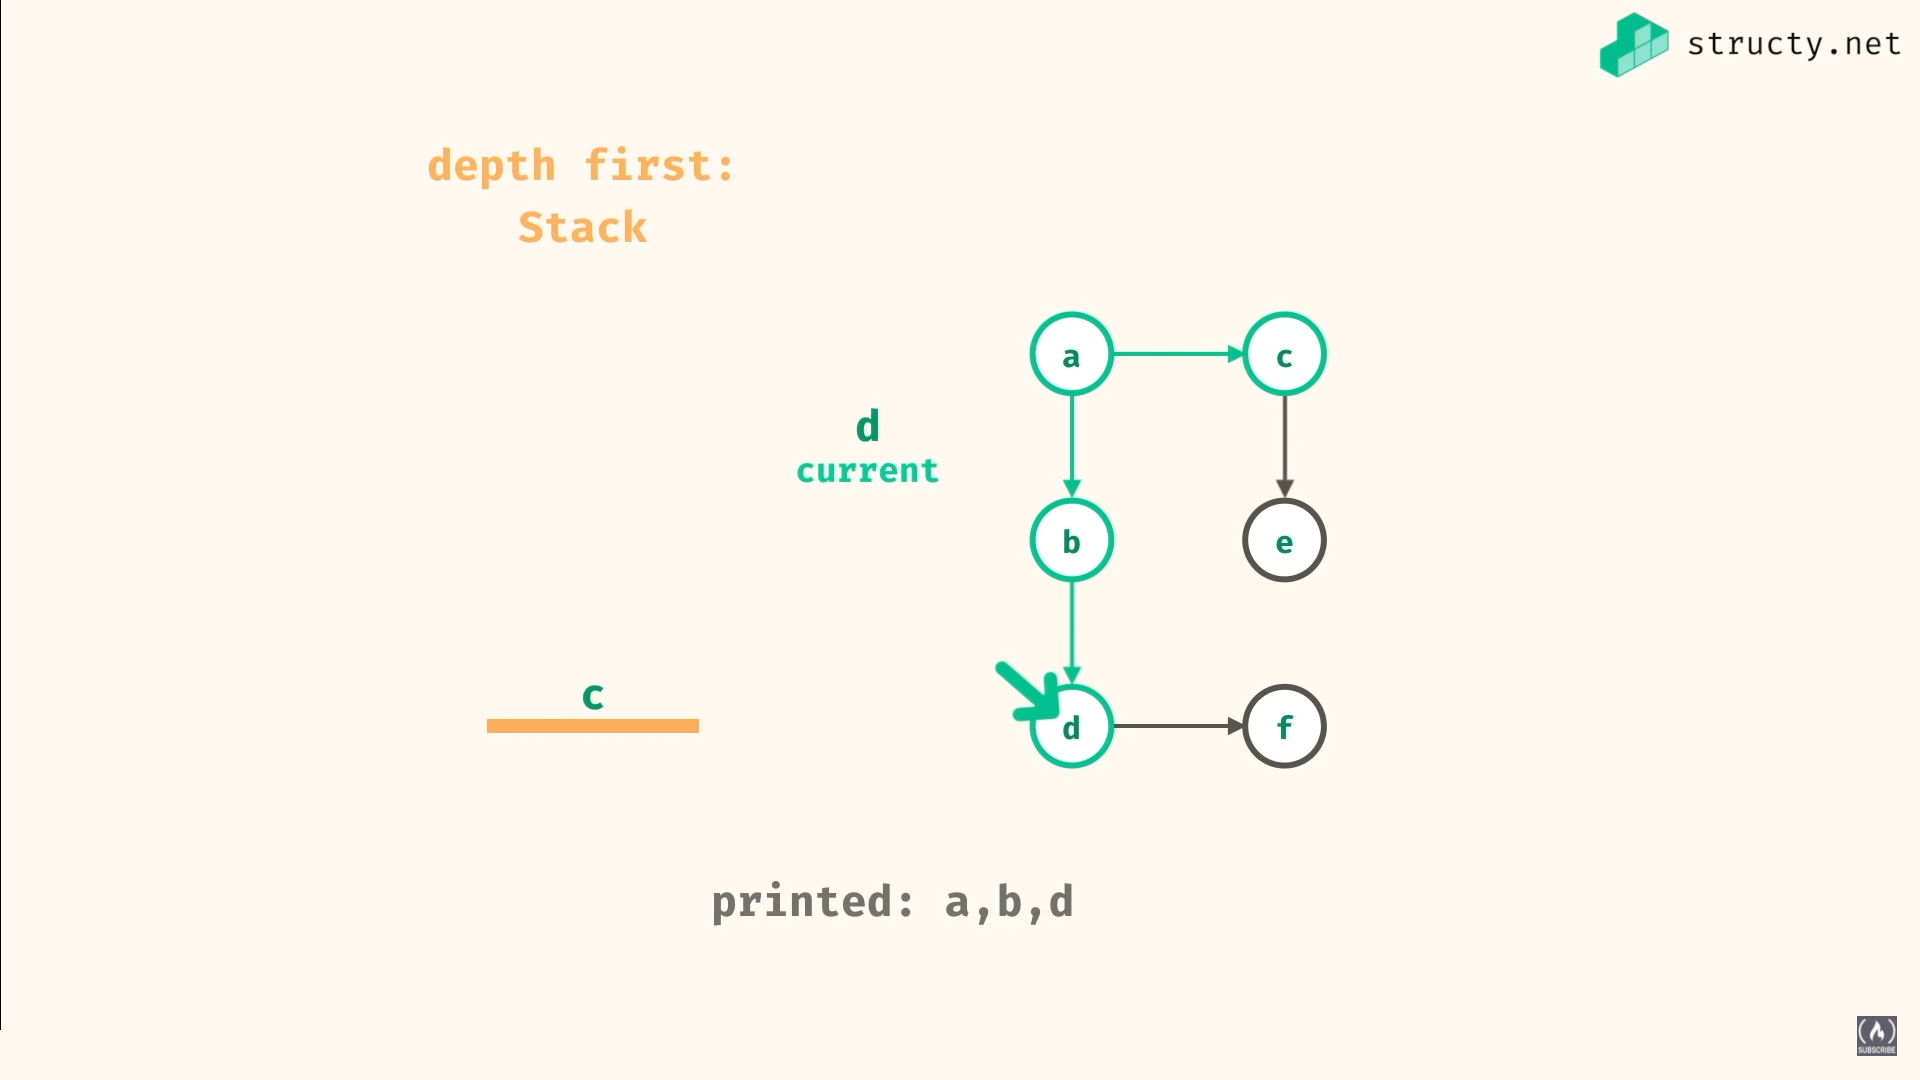 structy.net
depth first:
Stack
a
c
d
current
b
e
c
d
f
printed: a,b,d
SUBSCRIBE